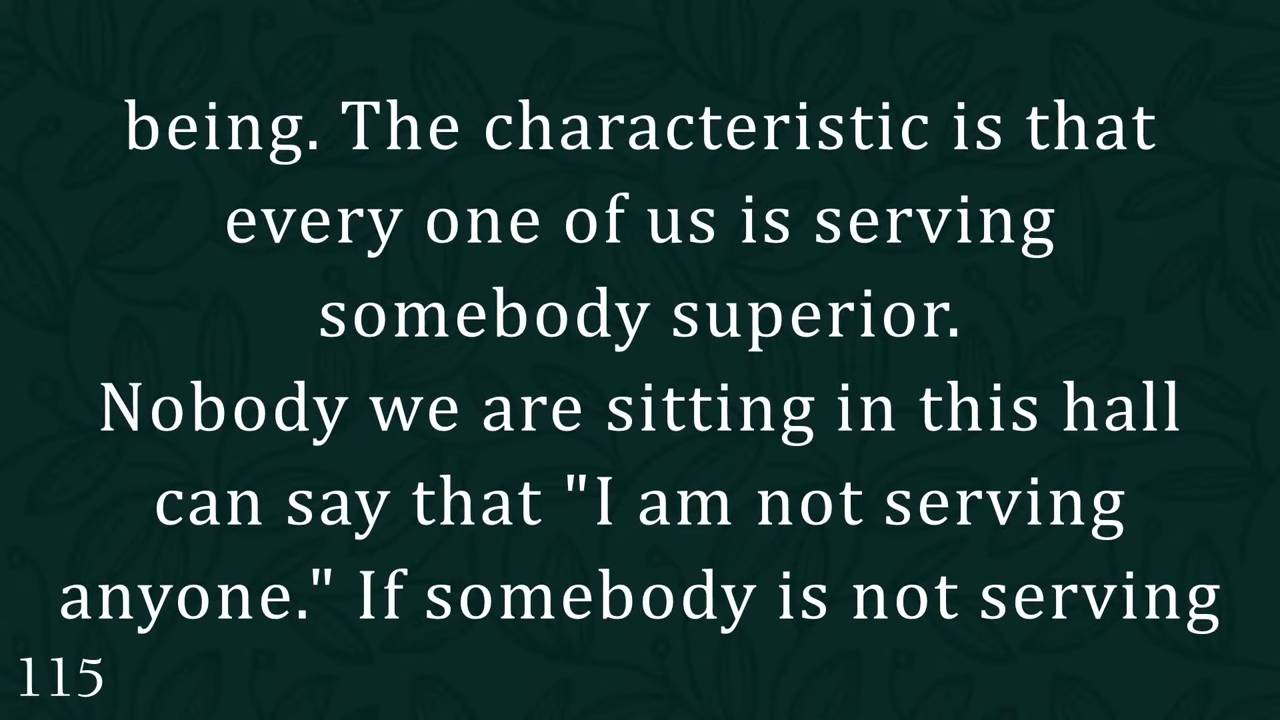 being. The characteristic is that
every one of us is serving
somebody superior.
Nobody we are sitting in this hall
can say that "I am not serving
anyone." If somebody is not serving
115